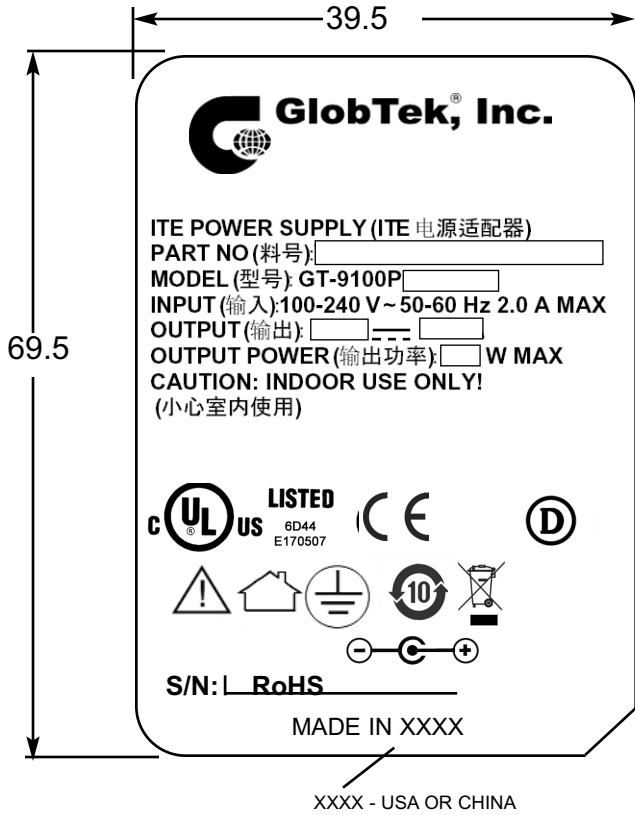 39.5
69.5
GlobTek,® Inc.
ITE POWER SUPPLY (ITE 电源适配器)
PART NO (料号):
MODEL (型号): GT-9100P
INPUT (输入):100-240 V~50-60 Hz 2.0 A MAX
OUTPUT (输出):
OUTPUT POWER (输出功率): W MAX
CAUTION: INDOOR USE ONLY!
(小心室内使用)
C UL® US LISTED
6D44
E170507
CE
D
10
S/N: RoHS
MADE IN XXXX
XXXX - USA OR CHINA